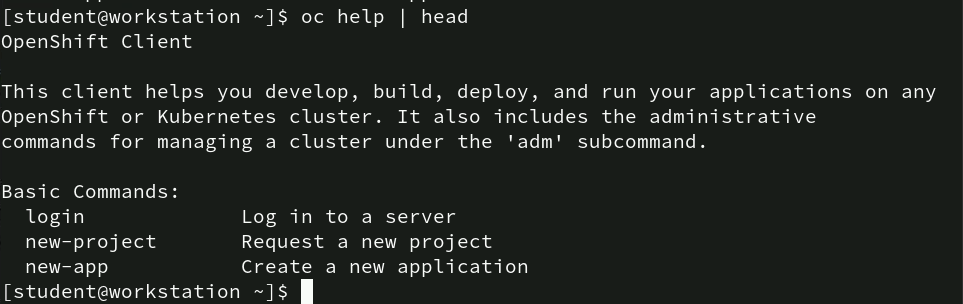 [student@workstation ~]$ oc help | head
OpenShift Client

This client helps you develop, build, deploy, and run your applications on any
OpenShift or Kubernetes cluster. It also includes the administrative
commands for managing a cluster under the 'adm' subcommand.

Basic Commands:
  login             Log in to a server
  new-project       Request a new project
  new-app           Create a new application
[student@workstation ~]$